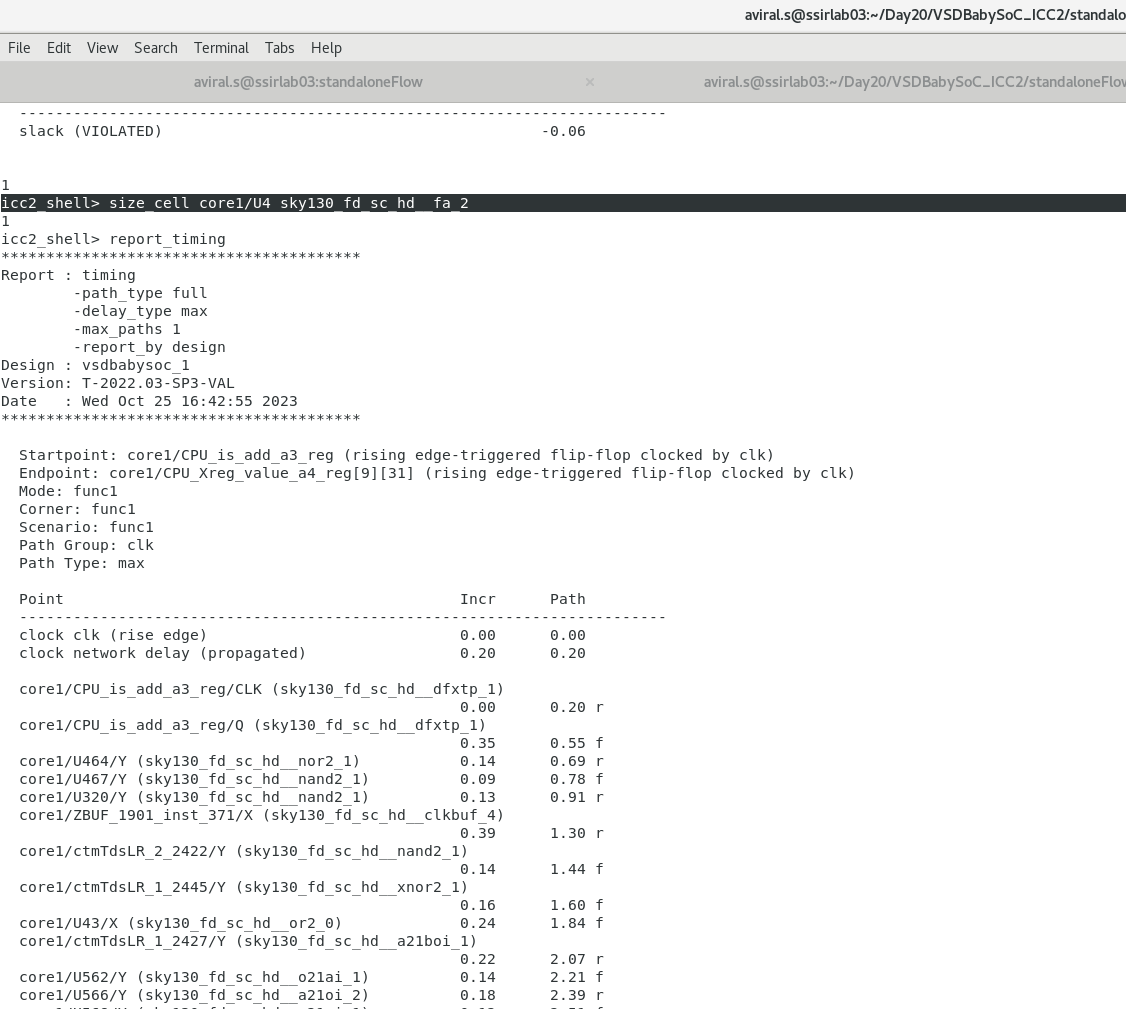 aviral.s@ssirlab03:~/Day20/VSDBabySoC_ICC2/standalo
File Edit View Search Terminal Tabs Help
aviral.s@ssirlab03:standaloneFlow × aviral.s@ssirlab03:~/Day20/VSDBabySoC_ICC2/standaloneFlow
------------------------------------------------------------------------
slack (VIOLATED) -0.06
1
icc2_shell> size_cell core1/U4 sky130_fd_sc_hd__fa_2
1
icc2_shell> report_timing
****************************************
Report : timing
-path_type full
-delay_type max
-max_paths 1
-report_by design
Design : vsdbabysoc_1
Version: T-2022.03-SP3-VAL
Date : Wed Oct 25 16:42:55 2023
****************************************
Startpoint: core1/CPU_is_add_a3_reg (rising edge-triggered flip-flop clocked by clk)
Endpoint: core1/CPU_Xreg_value_a4_reg[9][31] (rising edge-triggered flip-flop clocked by clk)
Mode: func1
Corner: func1
Scenario: func1
Path Group: clk
Path Type: max
Point Incr Path
------------------------------------------------------------------------
clock clk (rise edge) 0.00 0.00
clock network delay (propagated) 0.20 0.20
core1/CPU_is_add_a3_reg/CLK (sky130_fd_sc_hd__dfxtp_1)
0.00 0.20 r
core1/CPU_is_add_a3_reg/Q (sky130_fd_sc_hd__dfxtp_1)
0.35 0.55 f
core1/U464/Y (sky130_fd_sc_hd__nor2_1) 0.14 0.69 r
core1/U467/Y (sky130_fd_sc_hd__nand2_1) 0.09 0.78 f
core1/U320/Y (sky130_fd_sc_hd__nand2_1) 0.13 0.91 r
core1/ZBUF_1901_inst_371/X (sky130_fd_sc_hd__clkbuf_4)
0.39 1.30 r
core1/ctmTdsLR_2_2422/Y (sky130_fd_sc_hd__nand2_1)
0.14 1.44 f
core1/ctmTdsLR_1_2445/Y (sky130_fd_sc_hd__xnor2_1)
0.16 1.60 f
core1/U43/X (sky130_fd_sc_hd__or2_0) 0.24 1.84 f
core1/ctmTdsLR_1_2427/Y (sky130_fd_sc_hd__a21boi_1)
0.22 2.07 r
core1/U562/Y (sky130_fd_sc_hd__o21ai_1) 0.14 2.21 f
core1/U566/Y (sky130_fd_sc_hd__a21oi_2) 0.18 2.39 r